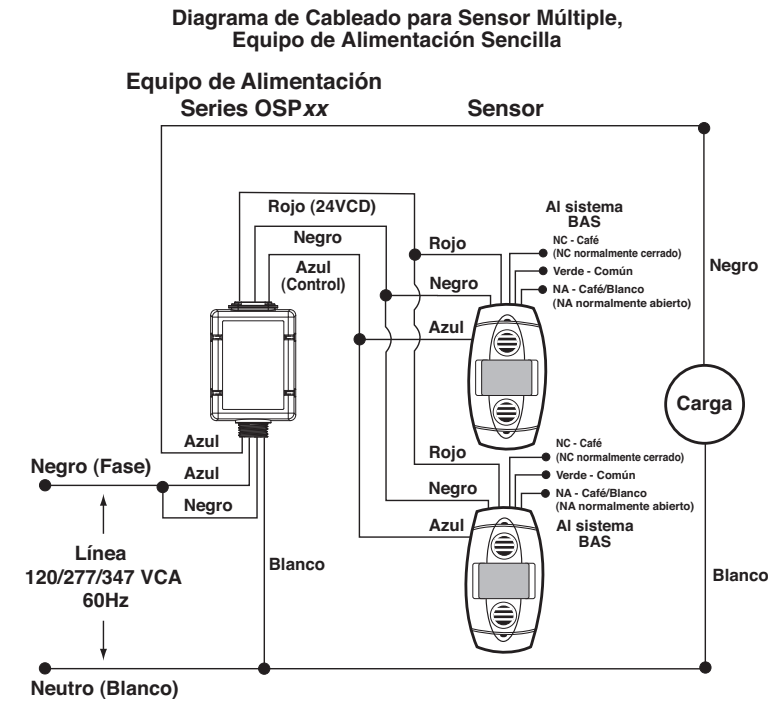 Diagrama de Cableado para Sensor Múltiple,
Equipo de Alimentación Sencilla
Equipo de Alimentación
Series OSPxx
Sensor
Rojo (24VCD)
Negro
Azul
(Control)
Rojo
Negro
Azul
Al sistema
BAS
NC - Café
(NC normalmente cerrado)
Verde - Común
NA - Café/Blanco
(NA normalmente abierto)
Negro
Carga
Azul
Negro (Fase)
Azul
Negro
Rojo
Negro
Azul
NC - Café
(NC normalmente cerrado)
Verde - Común
NA - Café/Blanco
(NA normalmente abierto)
Al sistema
BAS
Línea
120/277/347 VCA
60Hz
Blanco
Blanco
Neutro (Blanco)